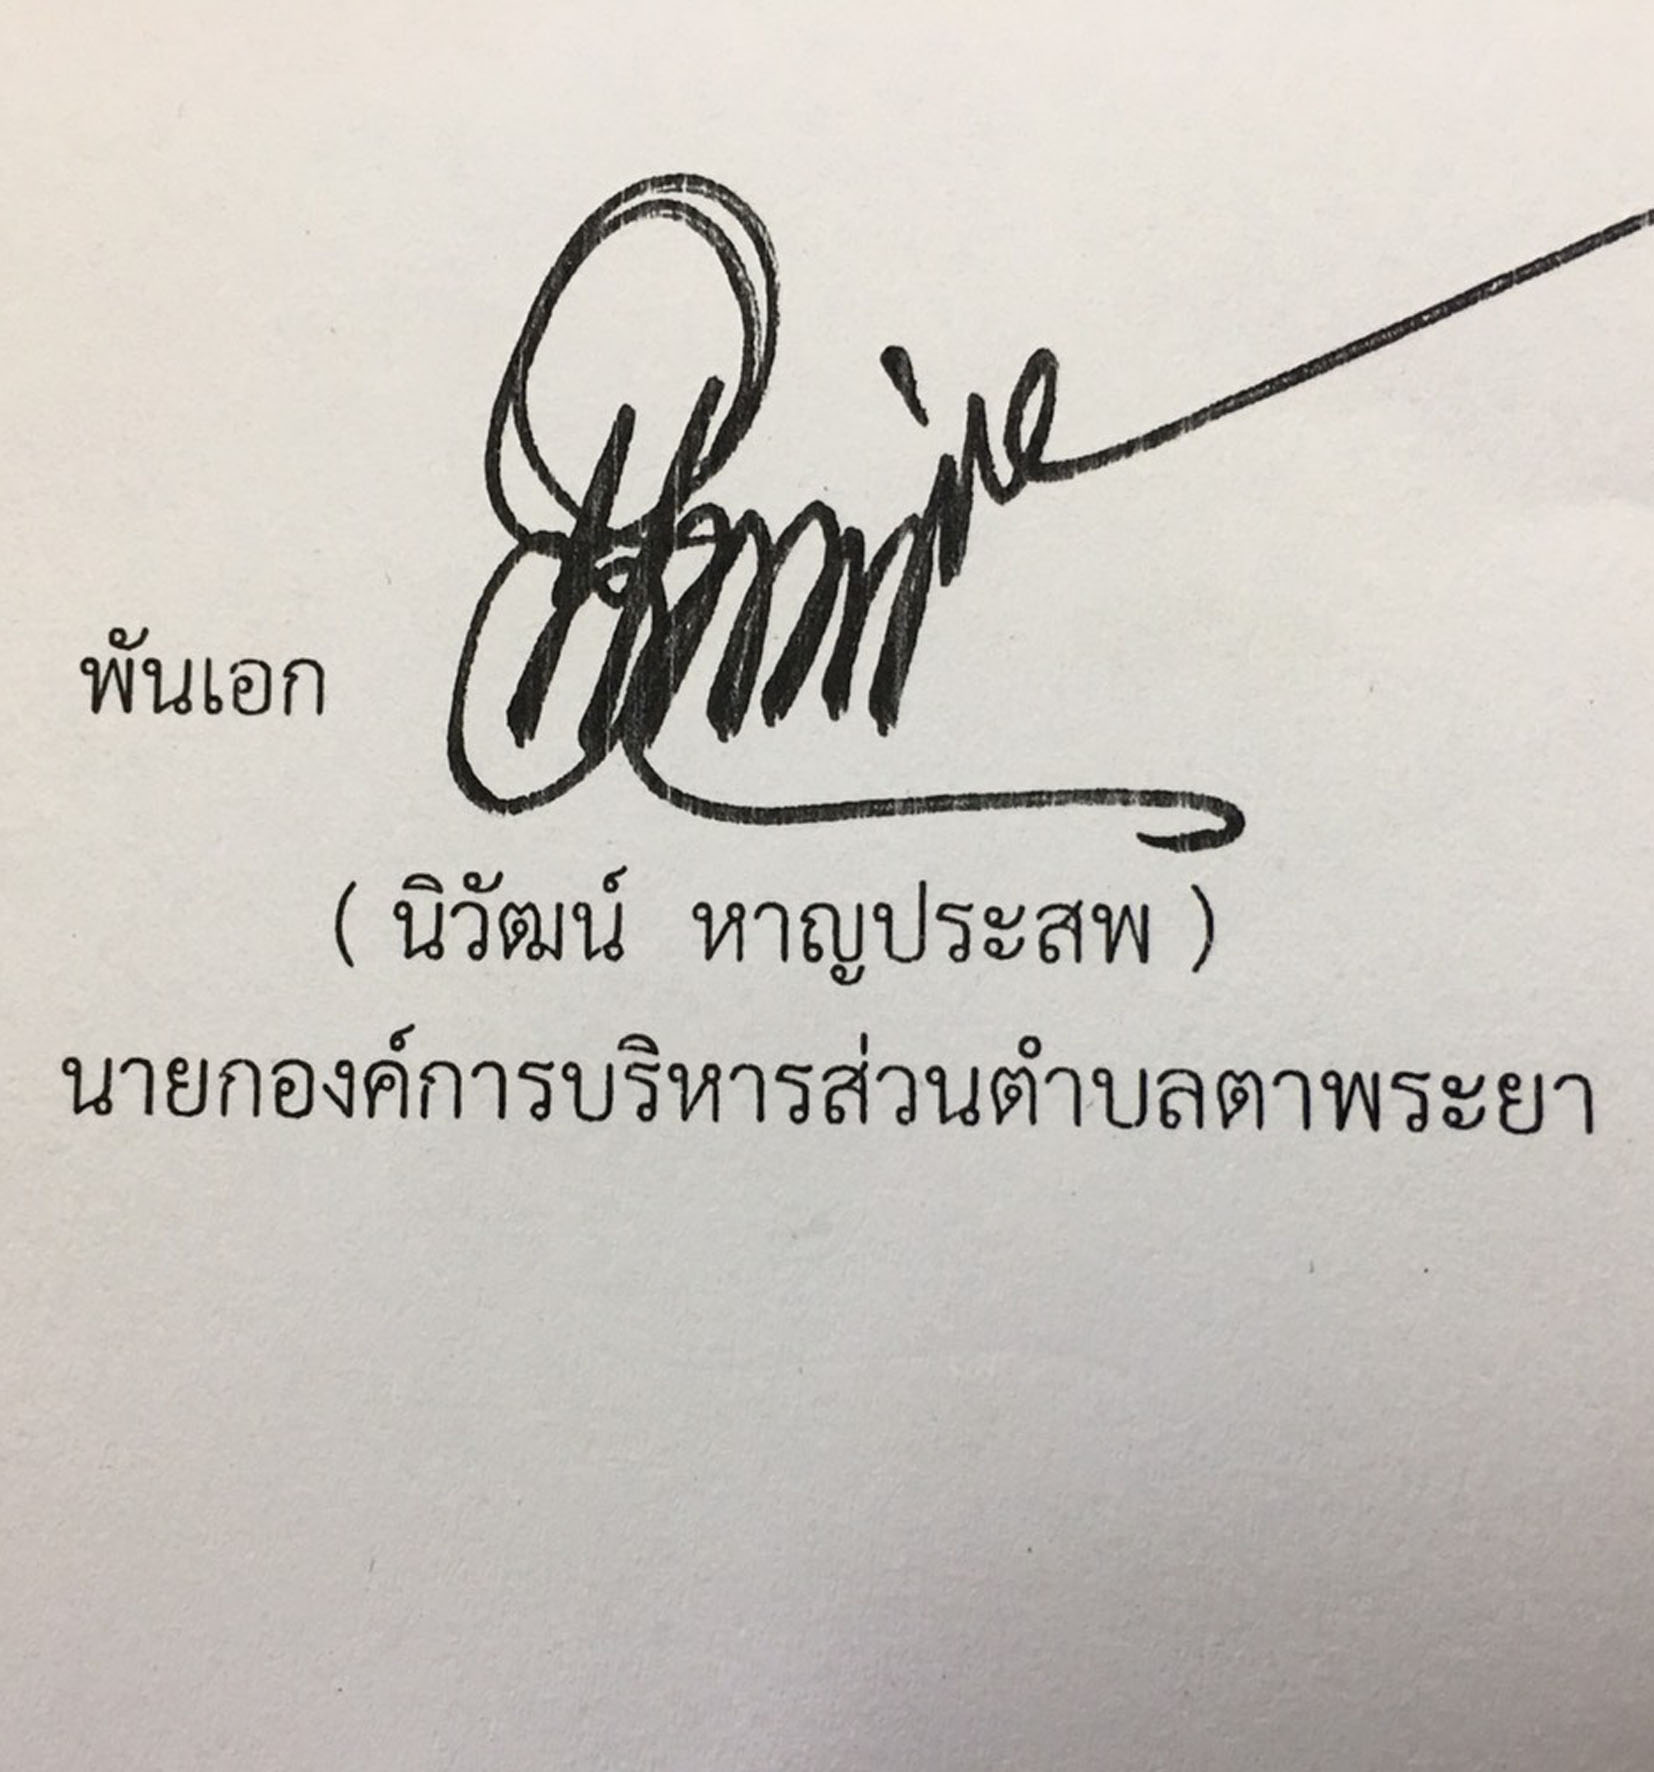 พันเอก
( นิวัฒน์ หาญประสพ )
นายกองค์การบริหารส่วนตำบลตาพระยา